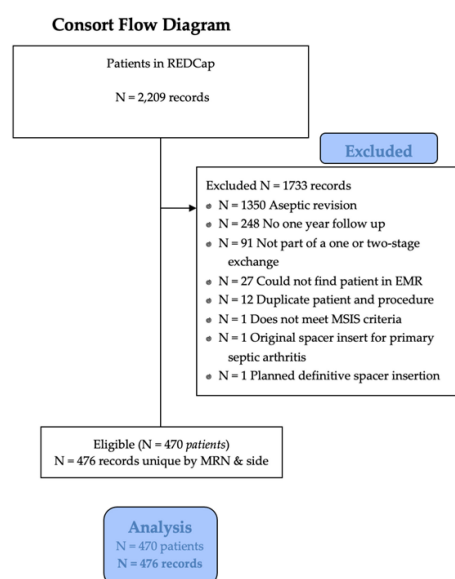 Consort Flow Diagram
Patients in REDCap
N = 2,209 records
Excluded
Excluded N = 1733 records
N = 1350 Aseptic revision
N = 248 No one year follow up
N = 91 Not part of a one or two-stage
exchange
N = 27 Could not find patient in EMR
N = 12 Duplicate patient and procedure
N = 1 Does not meet MSIS criteria
N = 1 Original spacer insert for primary
septic arthritis
N = 1 Planned definitive spacer insertion
Eligible (N = 470 patients)
N = 476 records unique by MRN & side
Analysis
N = 470 patients
N = 476 records